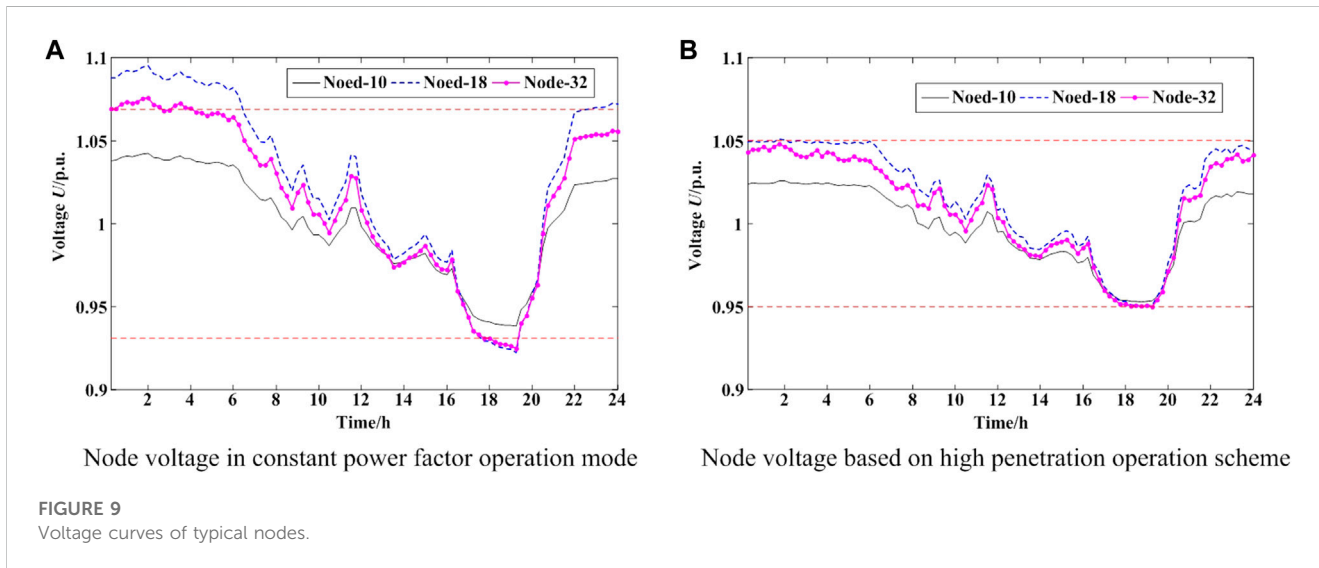 A
B
1.1
1.05
1
0.95
0.9
Voltage U/p.u.
Noed-10 Noed-18 Node-32
2 4 6 8 10 12 14 16 18 20 22 24
Time/h
Node voltage in constant power factor operation mode
1.1
1.05
1
0.95
0.9
Voltage U/p.u.
Noed-10 Noed-18 Node-32
2 4 6 8 10 12 14 16 18 20 22 24
Time/h
Node voltage based on high penetration operation scheme
FIGURE 9
Voltage curves of typical nodes.